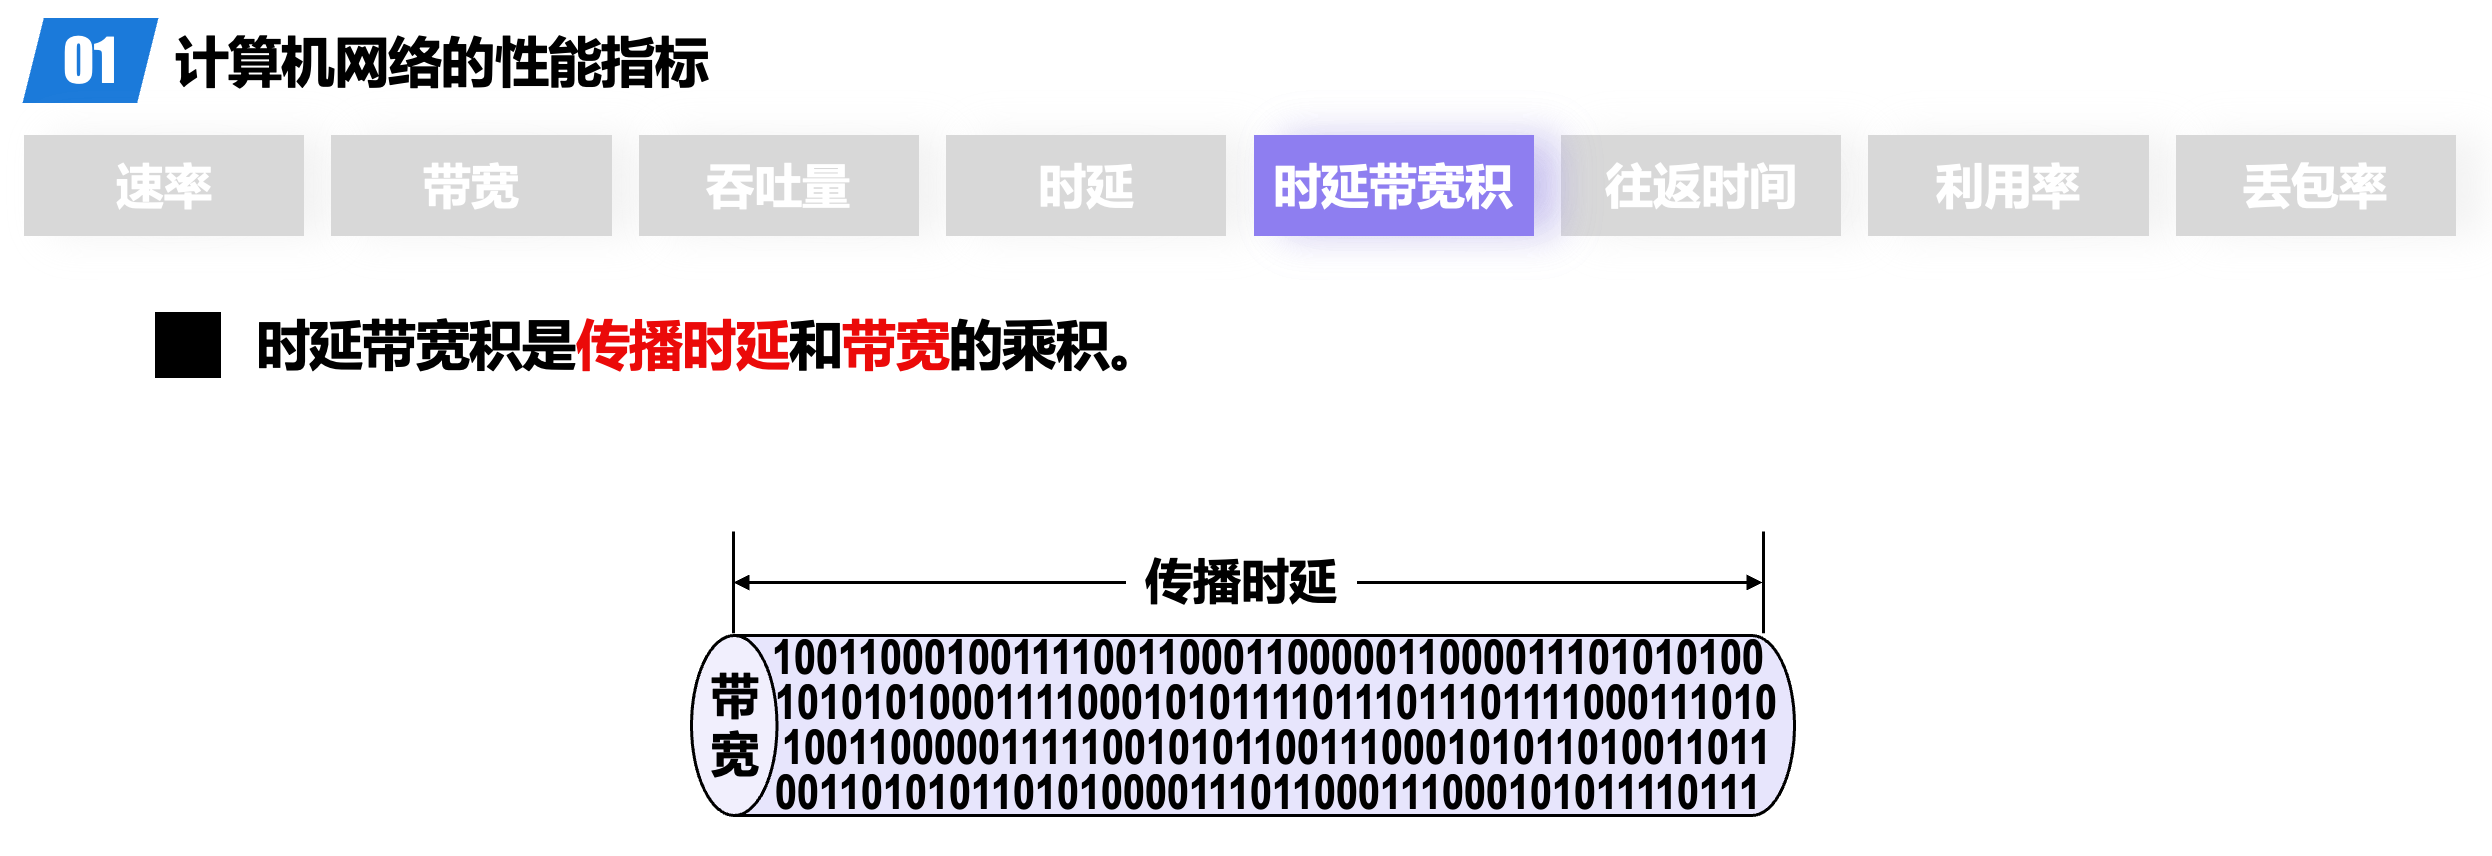 01 计算机网络的性能指标
速率 带宽 吞吐量 时延 时延带宽积 往返时间 利用率 丢包率
时延带宽积是传播时延和带宽的乘积。
传播时延
带宽
100110001001111001100011000001100001110101010100
1010101000111100010101111011101110111100011101​0
1001100000111110010101100111000101011010011011
0011010101101010000111011000111000101011110111